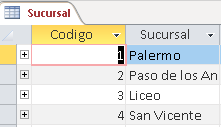 Sucursal
Codigo Sucursal
1 Palermo
2 Paso de los An
3 Liceo
4 San Vicente